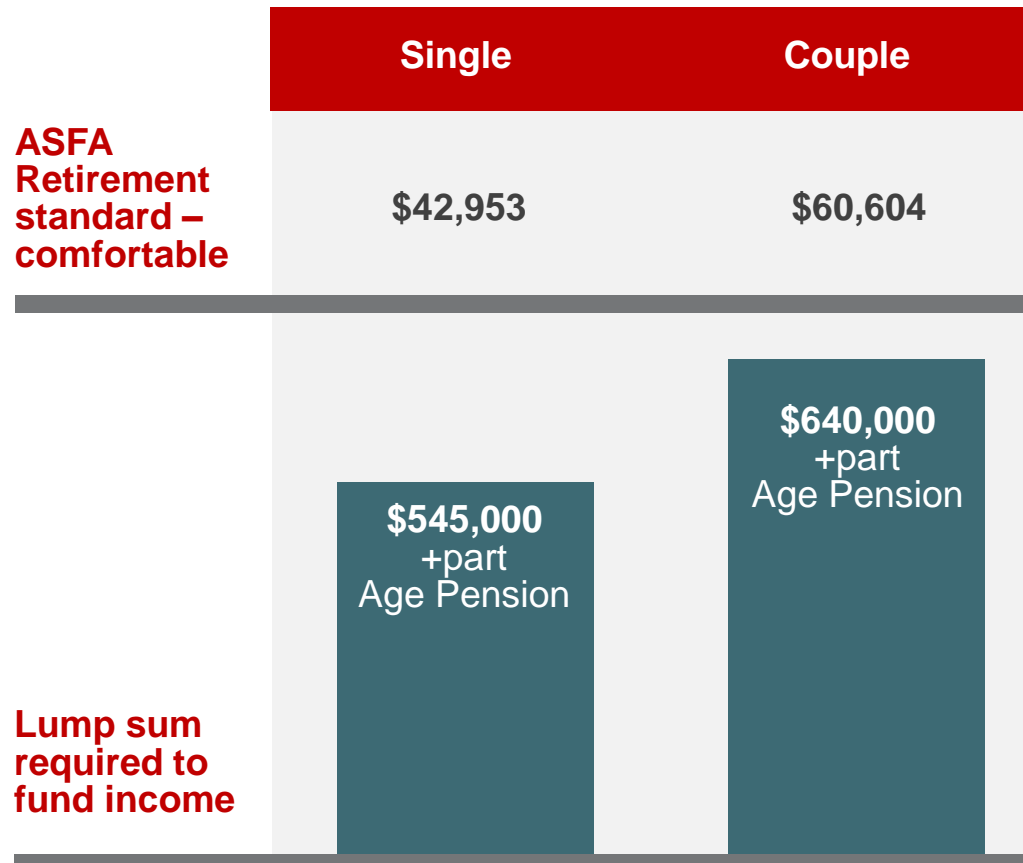 Single
Couple
ASFA
Retirement
standard –
comfortable
$42,953
$60,604
$640,000
+part
Age Pension
$545,000
+part
Age Pension
Lump sum
required to
fund income